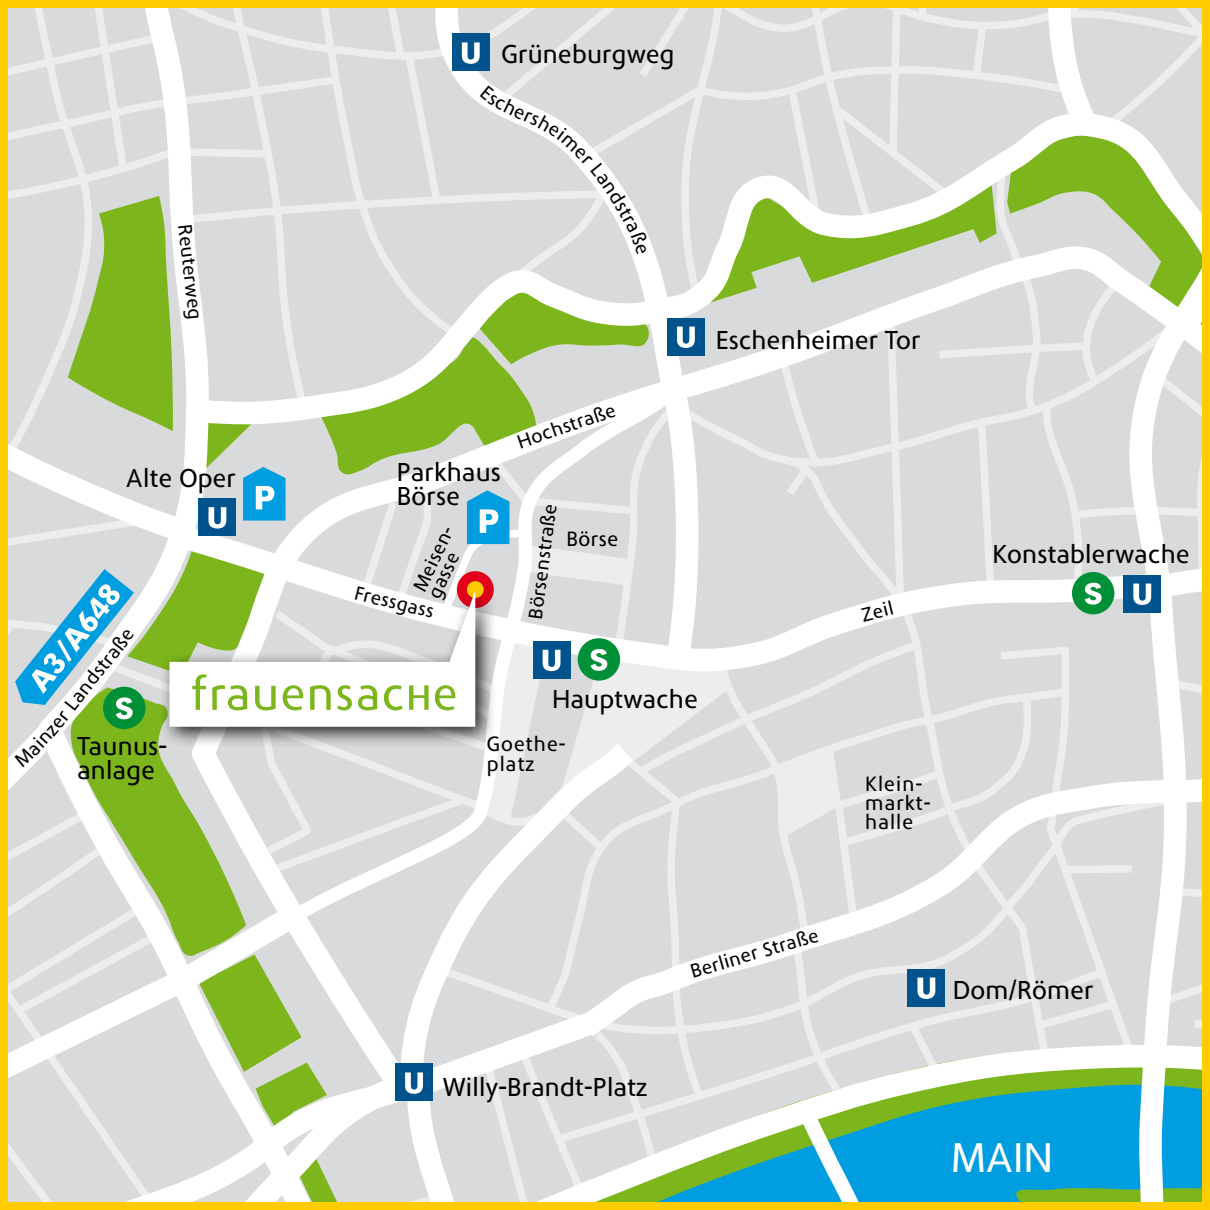 U Grüneburgweg
Eschersheimer Landstraße
Reuterweg
U Eschenheimer Tor
Hochstraße
Alte Oper
P
U
Parkhaus
Börse
P
Meisen-
gasse
Börsenstraße
Börse
Konstablerwache
S U
Fressgass
Zeil
A3/A648
Mainzer Landstraße
U S
Hauptwache
frauensache
S
Taunus-
anlage
Goethe-
platz
Klein-
markt-
halle
Berliner Straße
U Dom/Römer
U Willy-Brandt-Platz
MAIN